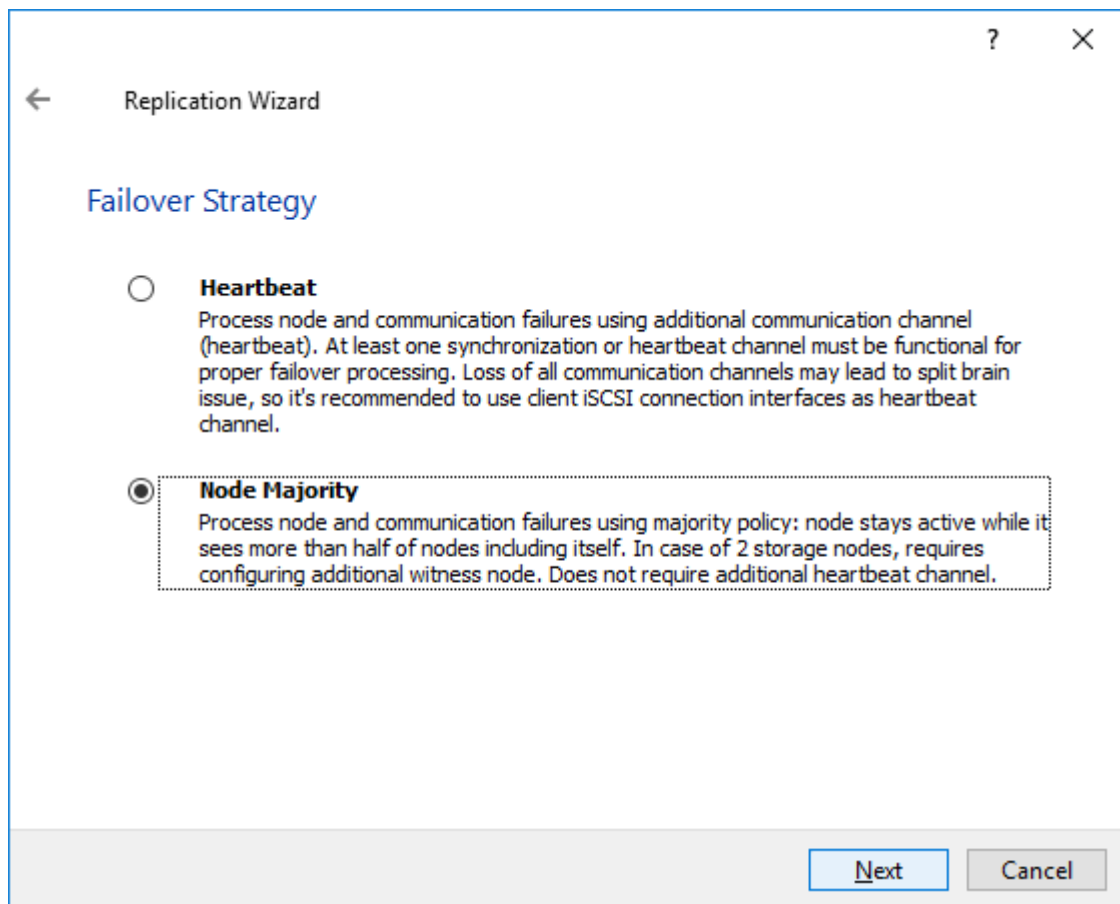 ?
Replication Wizard
Failover Strategy
Heartbeat
Process node and communication failures using additional communication channel
(heartbeat). At least one synchronization or heartbeat channel must be functional for
proper failover processing. Loss of all communication channels may lead to split brain
issue, so it's recommended to use client iSCSI connection interfaces as heartbeat
channel.
Node Majority
Process node and communication failures using majority policy: node stays active while it
sees more than half of nodes including itself. In case of 2 storage nodes, requires
configuring additional witness node. Does not require additional heartbeat channel.
Next
Cancel